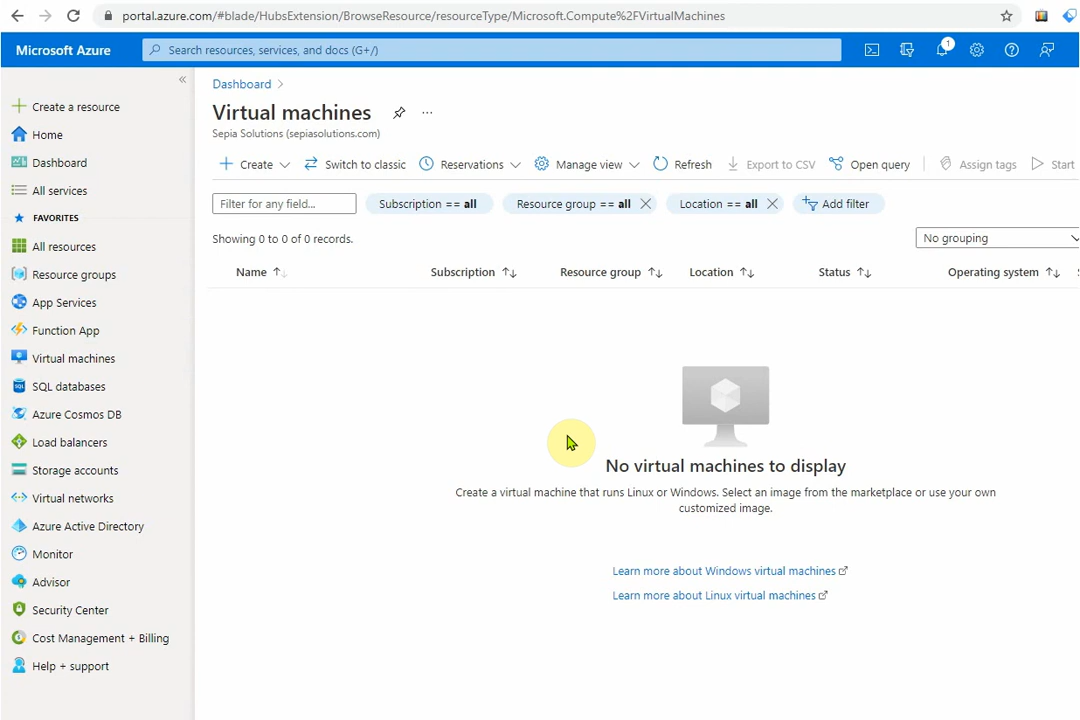 portal.azure.com/#blade/HubsExtension/BrowseResource/resourceType/Microsoft.Compute%2FVirtualMachines
Microsoft Azure
Search resources, services, and docs (G+/)
1
«
Create a resource
Home
Dashboard
All services
FAVORITES
All resources
Resource groups
App Services
Function App
Virtual machines
SQL databases
Azure Cosmos DB
Load balancers
Storage accounts
Virtual networks
Azure Active Directory
Monitor
Advisor
Security Center
Cost Management + Billing
Help + support
Dashboard >
Virtual machines ...
Sepia Solutions (sepiasolutions.com)
Create Switch to classic Reservations Manage view Refresh Export to CSV Open query Assign tags Start
Filter for any field... Subscription == all Resource group == all Location == all Add filter
Showing 0 to 0 of 0 records.
No grouping
Name Subscription Resource group Location Status Operating system
No virtual machines to display
Create a virtual machine that runs Linux or Windows. Select an image from the marketplace or use your own
customized image.
Learn more about Windows virtual machines
Learn more about Linux virtual machines